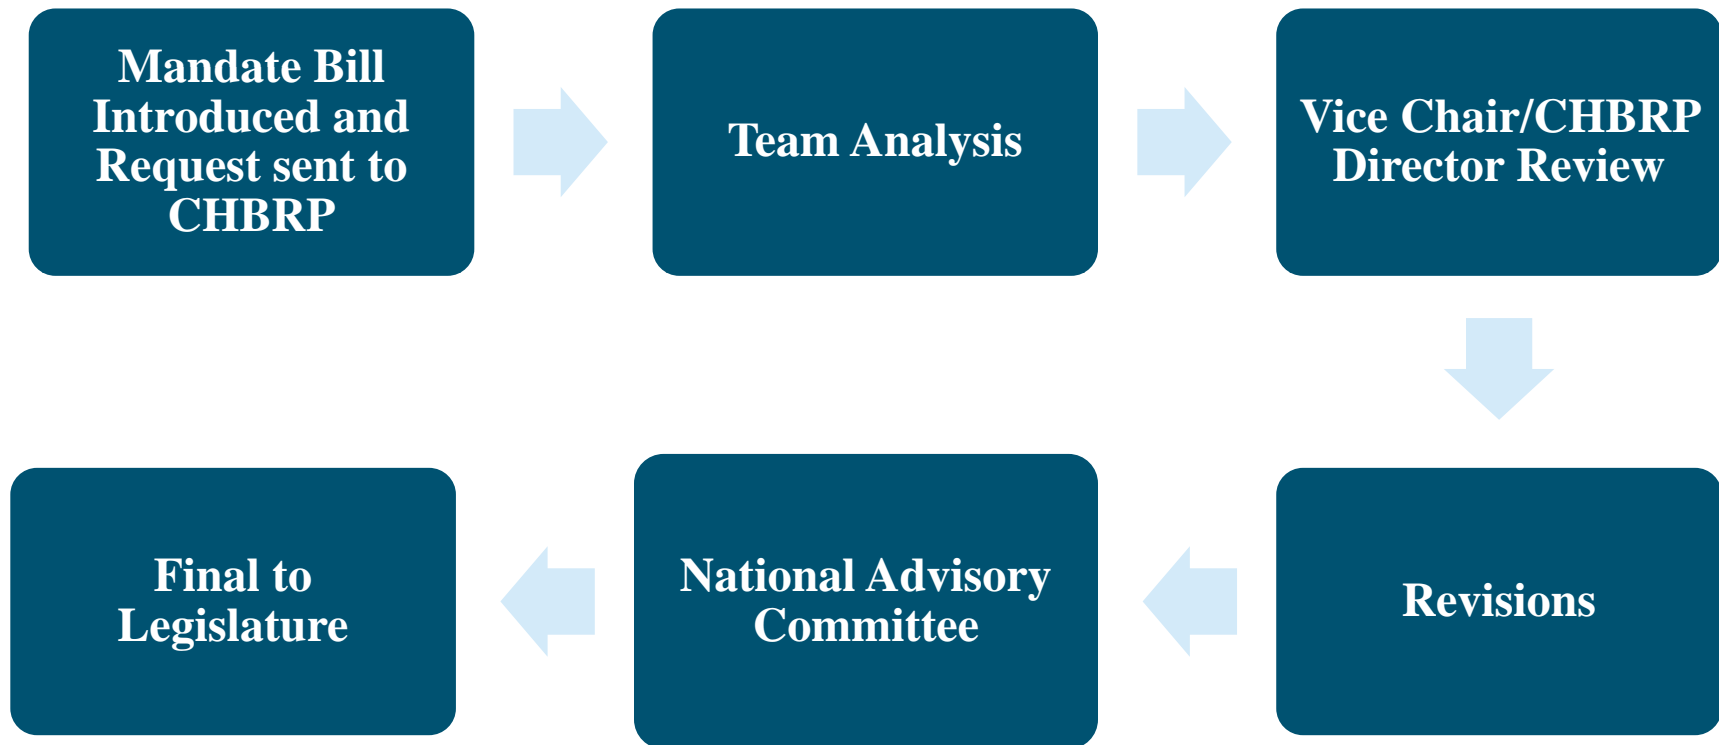 Mandate Bill
Introduced and
Request sent to
CHBRP
Team Analysis
Vice Chair/CHBRP
Director Review
Revisions
National Advisory
Committee
Final to
Legislature